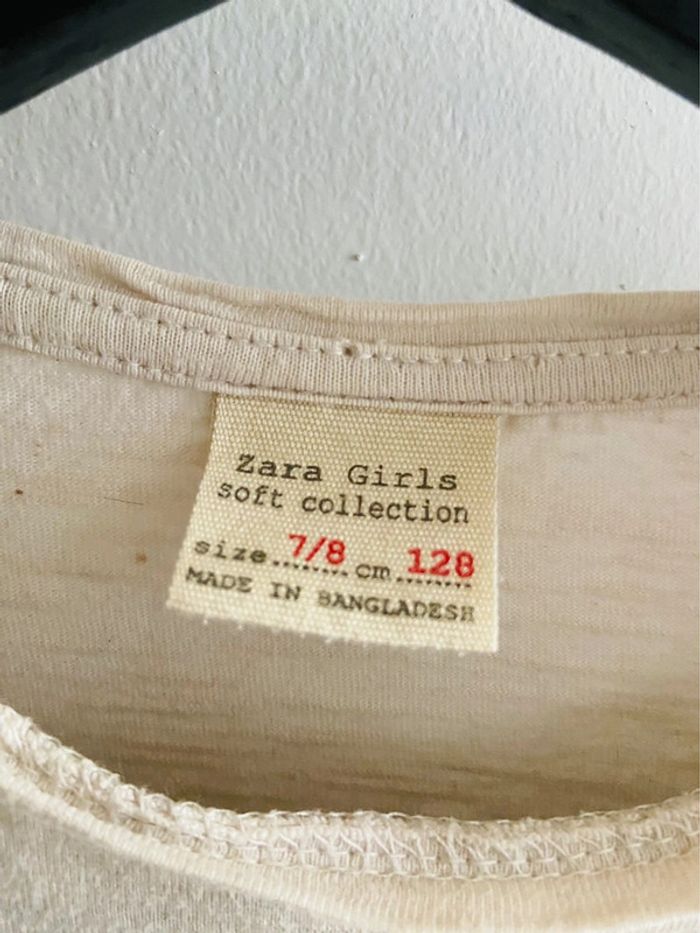 Zara Girls
soft collection
size........7/8 cm........128
MADE IN BANGLADESH